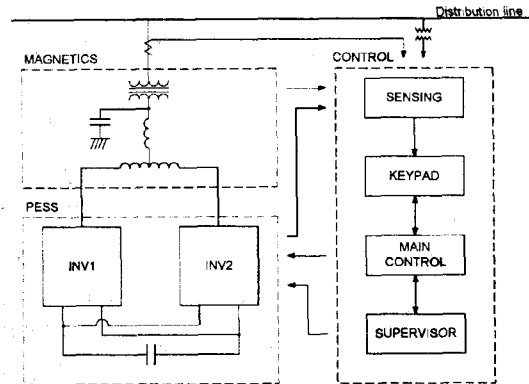 Distribution line
MAGNETICS
CONTROL
SENSING
KEYPAD
PESS
INV1
INV2
MAIN
CONTROL
SUPERVISOR